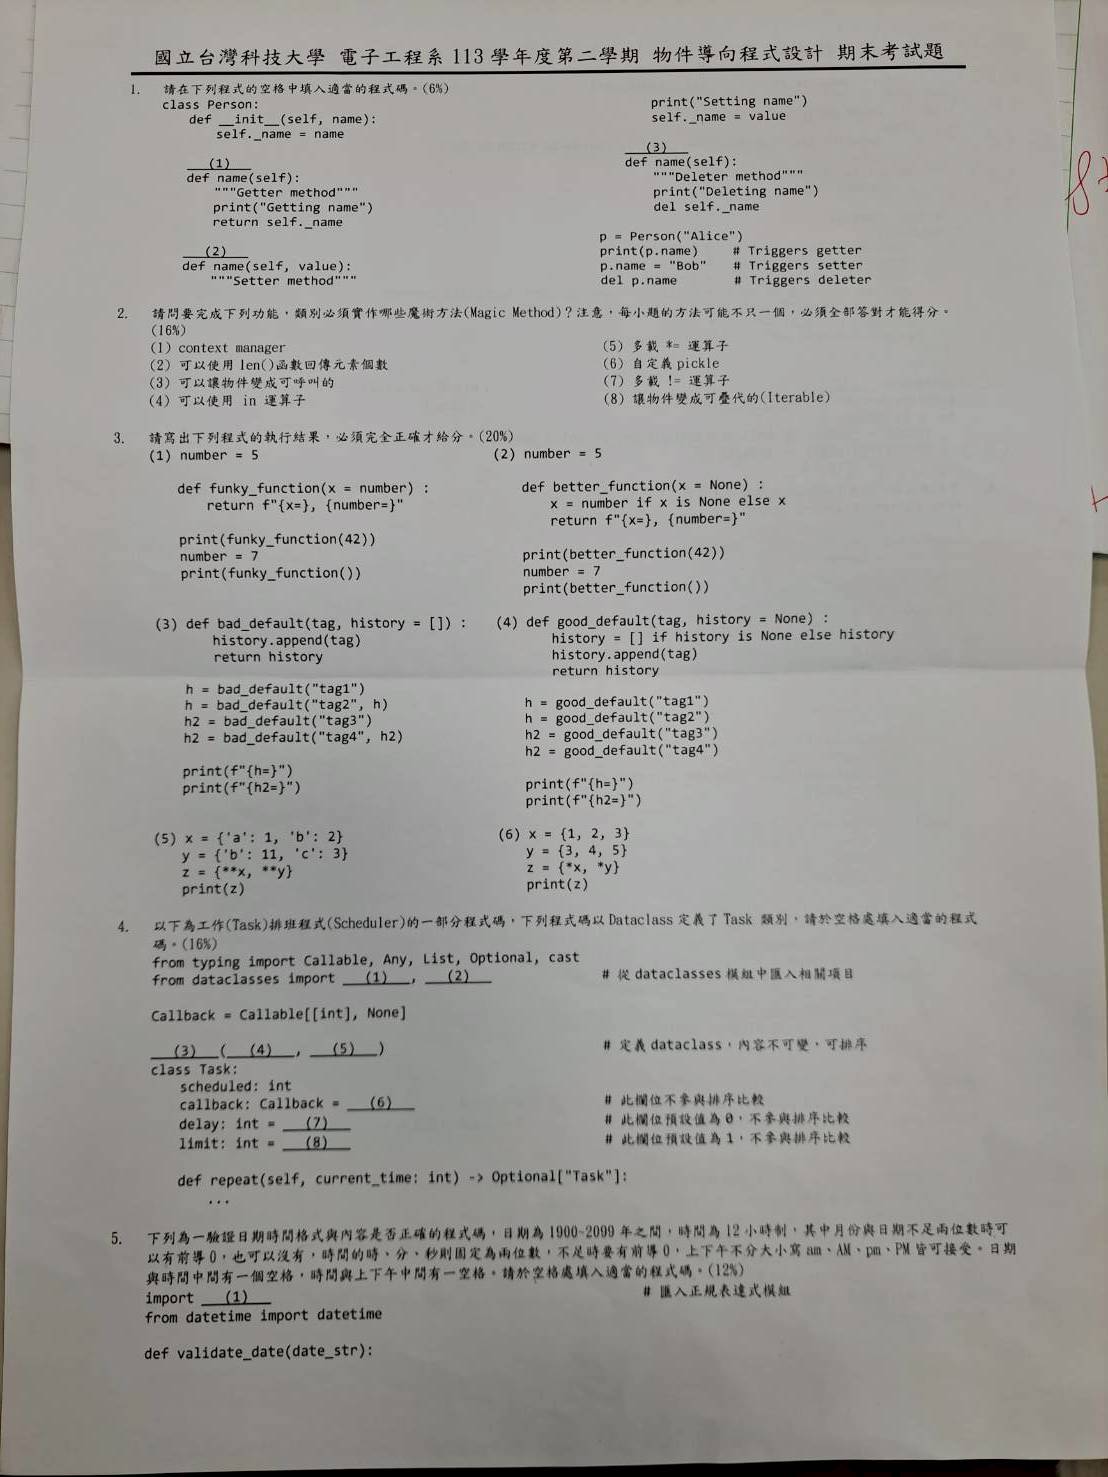 國立台灣科技大學 電子工程系 113 學年度第二學期 物件導向程式設計 期末考試題
1. 請在下列程式的空格中填入適當的程式碼。(6%)
class Person:
def __init__(self, name):
self._name = name
(1)
def name(self):
"""Getter method"""
print("Getting name")
return self._name
(2)
def name(self, value):
"""Setter method"""
print("Setting name")
self._name = value
(3)
def name(self):
"""Deleter method"""
print("Deleting name")
del self._name
p = Person("Alice")
print(p.name) # Triggers getter
p.name = "Bob" # Triggers setter
del p.name # Triggers deleter
2. 請問要完成下列功能，類別必須實作哪些魔術方法(Magic Method)？注意，每小題的方法可能不只一個，必須全部答對才能得分。
(16%)
(1) context manager
(2) 可以使用 len()函數回傳元素個數
(3) 可以讓物件變成可呼叫的
(4) 可以使用 in 運算子
(5) 多載 *= 運算子
(6) 自定義 pickle
(7) 多載 != 運算子
(8) 讓物件變成可疊代的(Iterable)
3. 請寫出下列程式的執行結果，必須完全正確才給分。(20%)
(1) number = 5
def funky_function(x = number) :
return f"{x=}, {number=}"
print(funky_function(42))
number = 7
print(funky_function())
(2) number = 5
def better_function(x = None) :
x = number if x is None else x
return f"{x=}, {number=}"
print(better_function(42))
number = 7
print(better_function())
(3) def bad_default(tag, history = []) :
history.append(tag)
return history
h = bad_default("tag1")
h = bad_default("tag2", h)
h2 = bad_default("tag3")
h2 = bad_default("tag4", h2)
print(f"{h=}")
print(f"{h2=}")
(4) def good_default(tag, history = None) :
history = [] if history is None else history
history.append(tag)
return history
h = good_default("tag1")
h = good_default("tag2")
h2 = good_default("tag3")
h2 = good_default("tag4")
print(f"{h=}")
print(f"{h2=}")
(5) x = {'a': 1, 'b': 2}
y = {'b': 11, 'c': 3}
z = {**x, **y}
print(z)
(6) x = {1, 2, 3}
y = {3, 4, 5}
z = {*x, *y}
print(z)
4. 以下為工作(Task)排班程式(Scheduler)的一部分程式碼，下列程式碼以 Dataclass 定義了 Task 類別，請於空格處填入適當的程式
碼。(16%)
from typing import Callable, Any, List, Optional, cast
from dataclasses import (1), (2) # 從 dataclasses 模組中匯入相關項目
Callback = Callable[[int], None]
(3) ( (4) , (5) ) # 定義 dataclass，內容不可變，可排序
class Task:
scheduled: int
callback: Callback = (6) # 此欄位不參與排序比較
delay: int = (7) # 此欄位預設值為 0，不參與排序比較
limit: int = (8) # 此欄位預設值為 1，不參與排序比較
def repeat(self, current_time: int) -> Optional["Task"]:
...
5. 下列為一驗證日期時間格式與內容是否正確的程式碼，日期為 1900~2099 年之間，時間為 12 小時制，其中月份與日期不足兩位數時可
以有前導 0，也可以沒有，時間的時、分、秒則固定為兩位數，不足時要有前導 0，上下午不分大小寫 am、AM、pm、PM 皆可接受。日期
與時間中間有一個空格，時間與上下午中間有一空格。請於空格處填入適當的程式碼。(12%)
import (1) # 匯入正規表達式模組
from datetime import datetime
def validate_date(date_str):